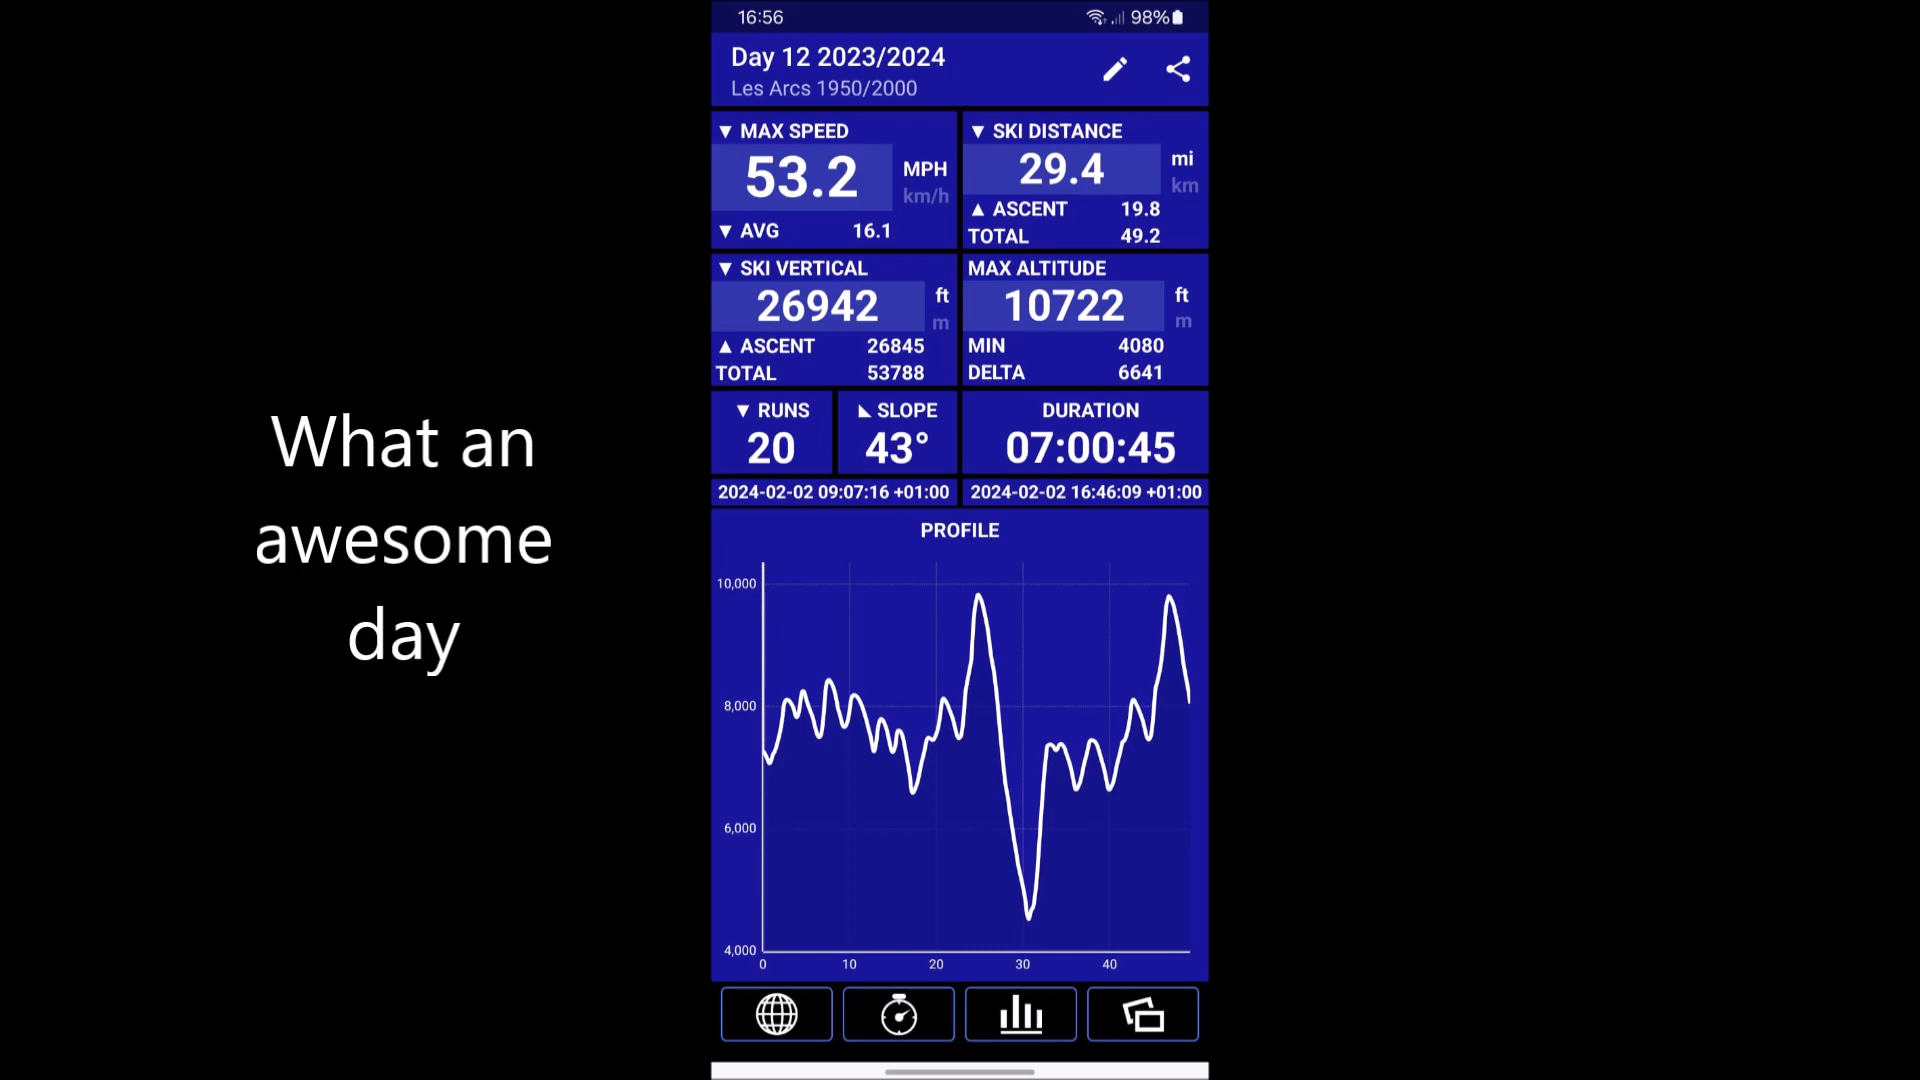 What an
awesome
day
16:56
98%
Day 12 2023/2024
Les Arcs 1950/2000
▼ MAX SPEED
53.2
MPH
km/h
▼ AVG 16.1
▼ SKI DISTANCE
29.4
mi
km
▲ ASCENT 19.8
TOTAL 49.2
▼ SKI VERTICAL
26942
ft
m
▲ ASCENT 26845
TOTAL 53788
MAX ALTITUDE
10722
ft
m
MIN 4080
DELTA 6641
▼ RUNS
20
◣ SLOPE
43°
DURATION
07:00:45
2024-02-02 09:07:16 +01:00
2024-02-02 16:46:09 +01:00
PROFILE
10,000
8,000
6,000
4,000
0 10 20 30 40